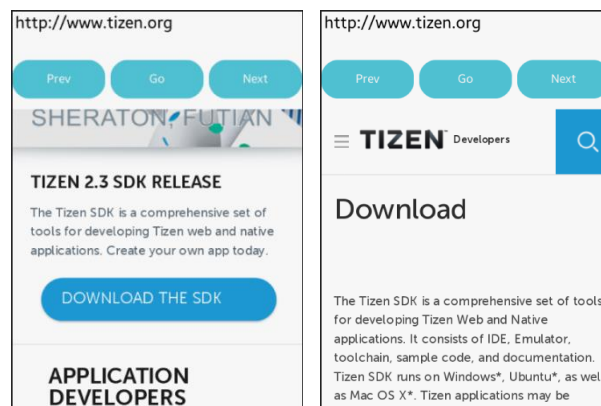 http://www.tizen.org
Prev Go Next
SHERATON, FUTIAN
TIZEN 2.3 SDK RELEASE
The Tizen SDK is a comprehensive set of
tools for developing Tizen web and native
applications. Create your own app today.
DOWNLOAD THE SDK
APPLICATION
DEVELOPERS
http://www.tizen.org
Prev Go Next
TIZEN™ Developers
Download
The Tizen SDK is a comprehensive set of tools
for developing Tizen Web and Native
applications. It consists of IDE, Emulator,
toolchain, sample code, and documentation.
Tizen SDK runs on Windows*, Ubuntu*, as well
as Mac OS X*. Tizen applications may be